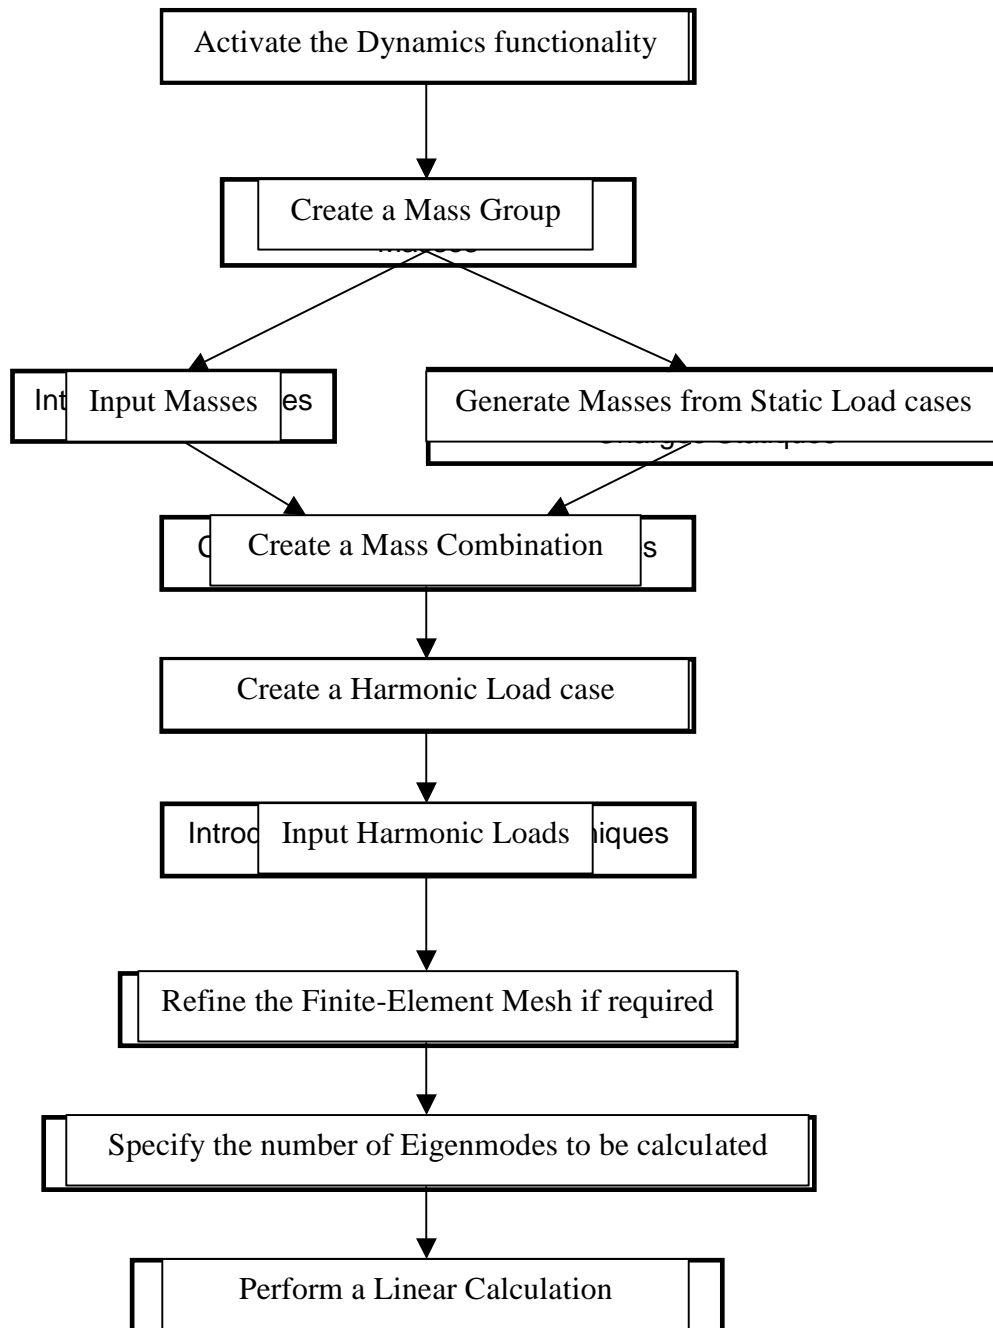 Activate the Dynamics functionality
Create a Mass Group
Input Masses
Generate Masses from Static Load cases
Create a Mass Combination
Create a Harmonic Load case
Input Harmonic Loads
Refine the Finite-Element Mesh if required
Specify the number of Eigenmodes to be calculated
Perform a Linear Calculation